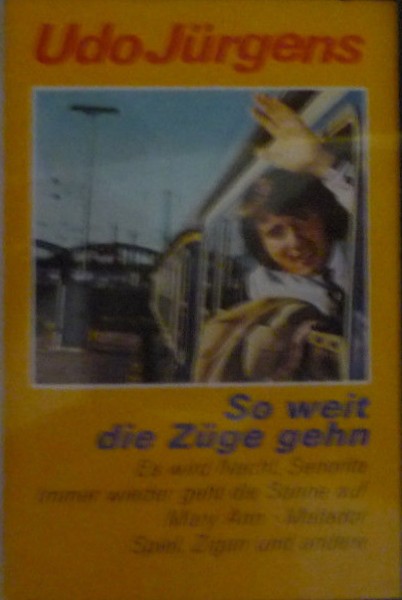 Udo Jürgens
So weit
die Züge gehn
Es wird Nacht, Senorita
Immer wieder geht die Sonne auf
Mary Ann - Matador
Spiel, Zigan und andere